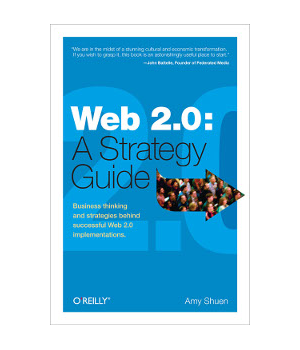 "We are in the midst of a stunning cultural and economic transformation.
If you wish to grasp it, this book is an astonishingly useful place to start."
—John Battelle, Founder of Federated Media
2.0
Web 2.0:
A Strategy
Guide
Business thinking
and strategies behind
successful Web 2.0
implementations.
O'REILLY®
Amy Shuen